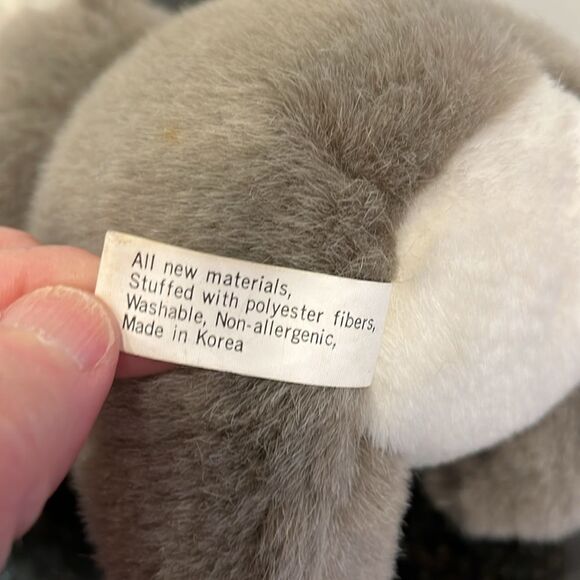 All new materials,
Stuffed with polyester fibers,
Washable, Non-allergenic,
Made in Korea